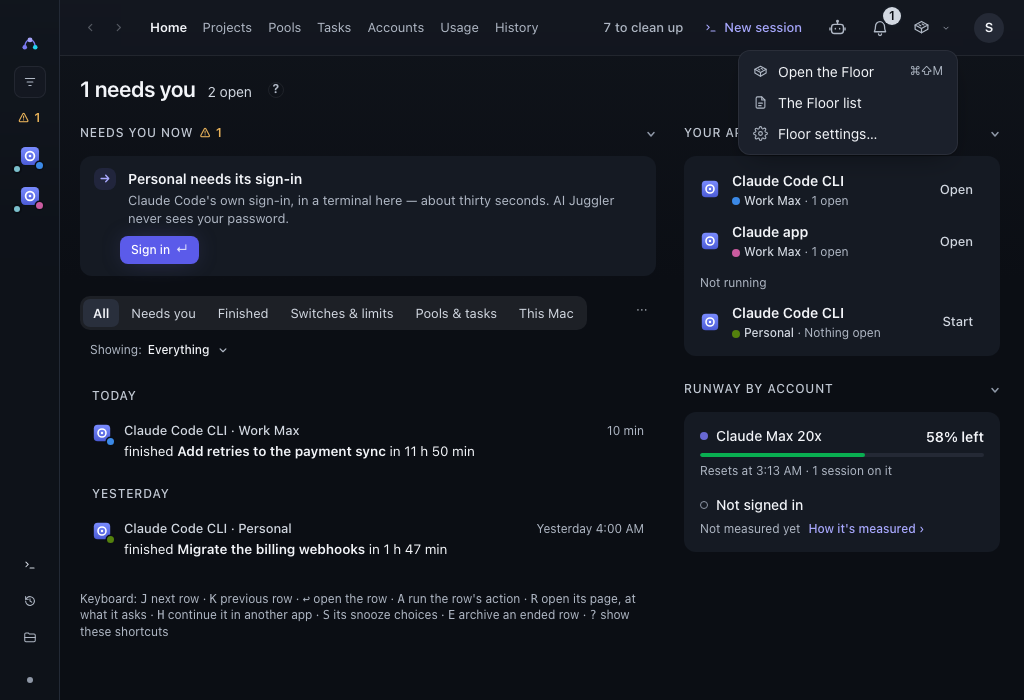 Home Projects Pools Tasks Accounts Usage History 7 to clean up New session 1 S
Open the Floor ⌘⇧M
The Floor list
Floor settings...
1
1 needs you 2 open ?
NEEDS YOU NOW 1
Personal needs its sign-in
Claude Code's own sign-in, in a terminal here — about thirty seconds. AI Juggler
never sees your password.
Sign in ↵
All Needs you Finished Switches & limits Pools & tasks This Mac ...
Showing: Everything
TODAY
Claude Code CLI · Work Max 10 min
finished Add retries to the payment sync in 11 h 50 min
YESTERDAY
Claude Code CLI · Personal Yesterday 4:00 AM
finished Migrate the billing webhooks in 1 h 47 min
Keyboard: J next row · K previous row · ↩ open the row · A run the row's action · R open its page, at
what it asks · H continue it in another app · S its snooze choices · E archive an ended row · ? show
these shortcuts
YOUR
Claude Code CLI
Work Max · 1 open
Open
Claude app
Work Max · 1 open
Open
Not running
Claude Code CLI
Personal · Nothing open
Start
RUNWAY BY ACCOUNT
Claude Max 20x 58% left
Resets at 3:13 AM · 1 session on it
Not signed in
Not measured yet How it's measured ›